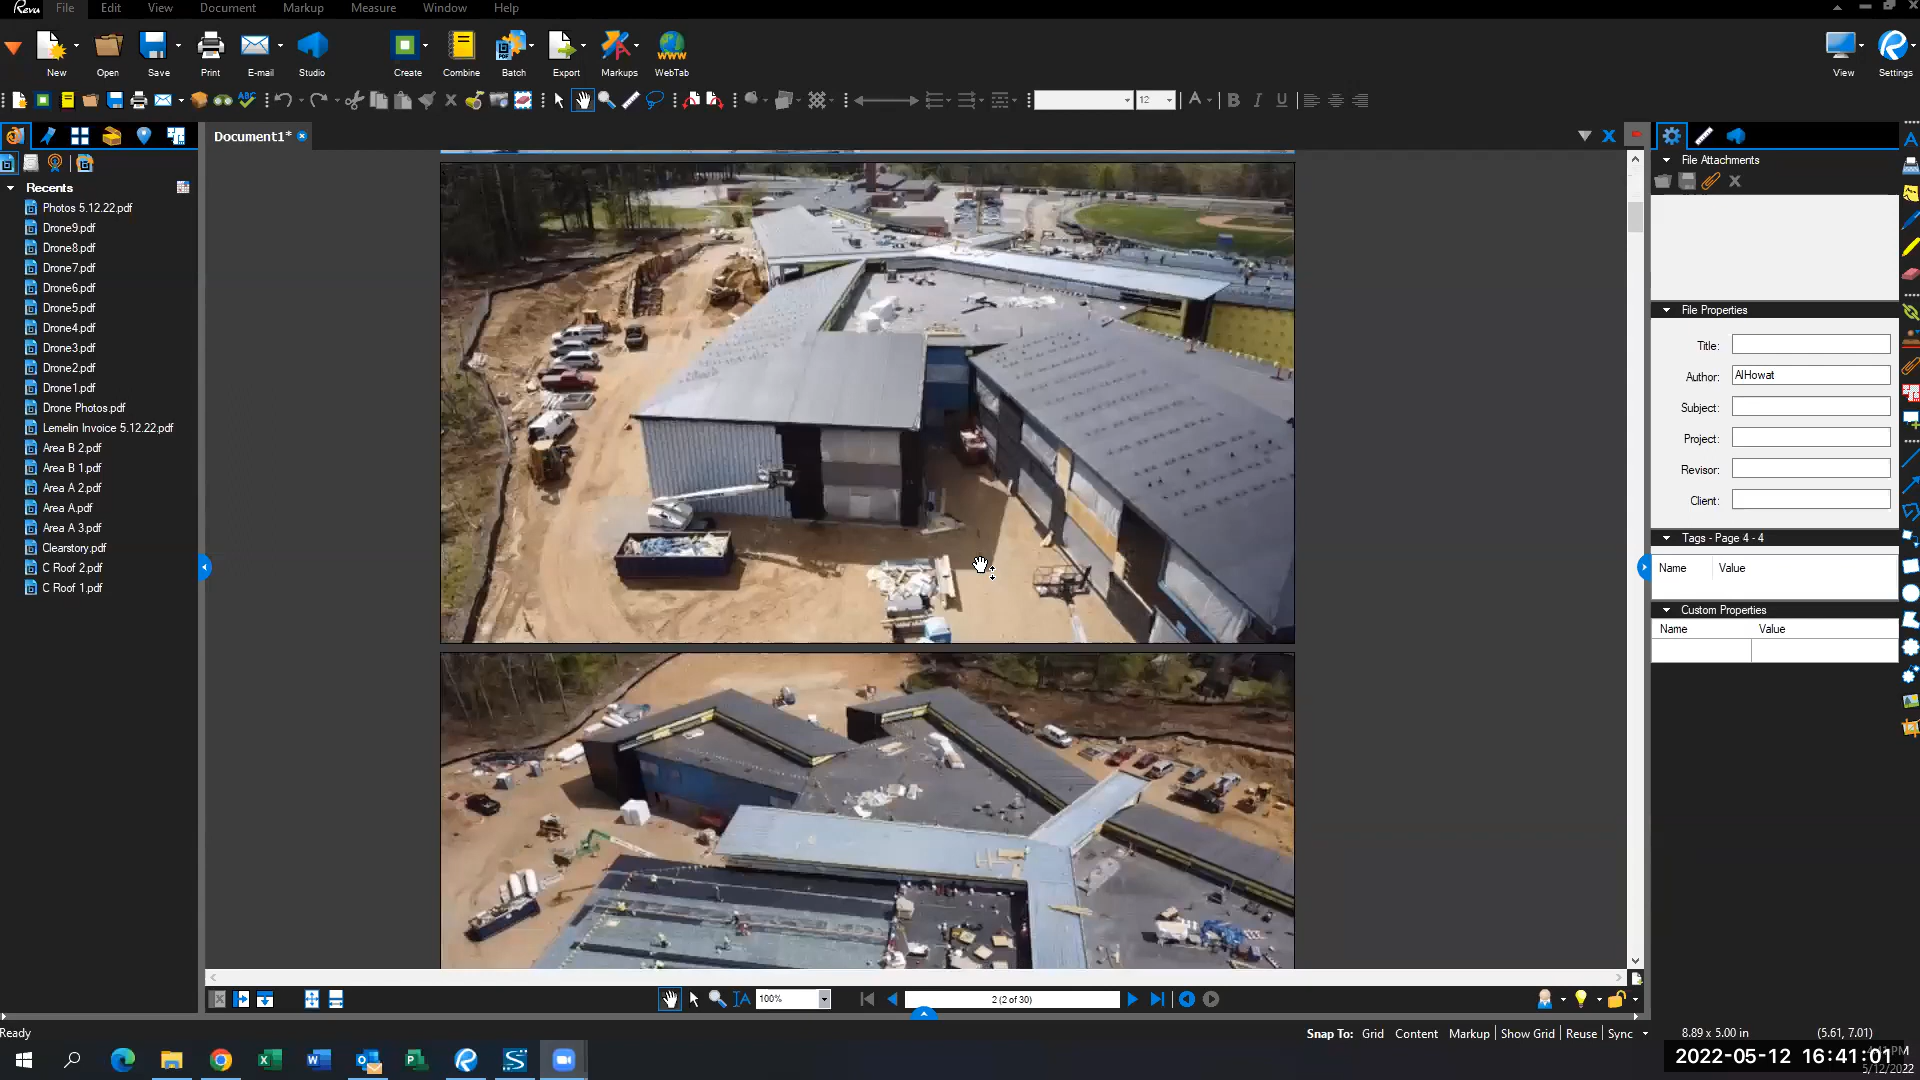 Revu File Edit View Document Markup Measure Window Help
New Open Save Print E-mail Studio Create Combine Batch Export Markups WebTab View Settings
WWW
ABC 12 A B I U
Document1*
Recents
Photos 5.12.22.pdf
Drone9.pdf
Drone8.pdf
Drone7.pdf
Drone6.pdf
Drone5.pdf
Drone4.pdf
Drone3.pdf
Drone2.pdf
Drone1.pdf
Drone Photos.pdf
Lemelin Invoice 5.12.22.pdf
Area B 2.pdf
Area B 1.pdf
Area A 2.pdf
Area A.pdf
Area A 3.pdf
Clearstory.pdf
C Roof 2.pdf
C Roof 1.pdf
File Attachments
File Properties
Title:
Author: AlHowat
Subject:
Project:
Revisor:
Client:
Tags - Page 4 - 4
Name Value
Custom Properties
Name Value
100% 2 (2 of 30)
Ready Snap To: Grid Content Markup Show Grid Reuse Sync 8.89 x 5.00 in (5.61, 7.01)
2022-05-12 16:41:01
5/12/2022